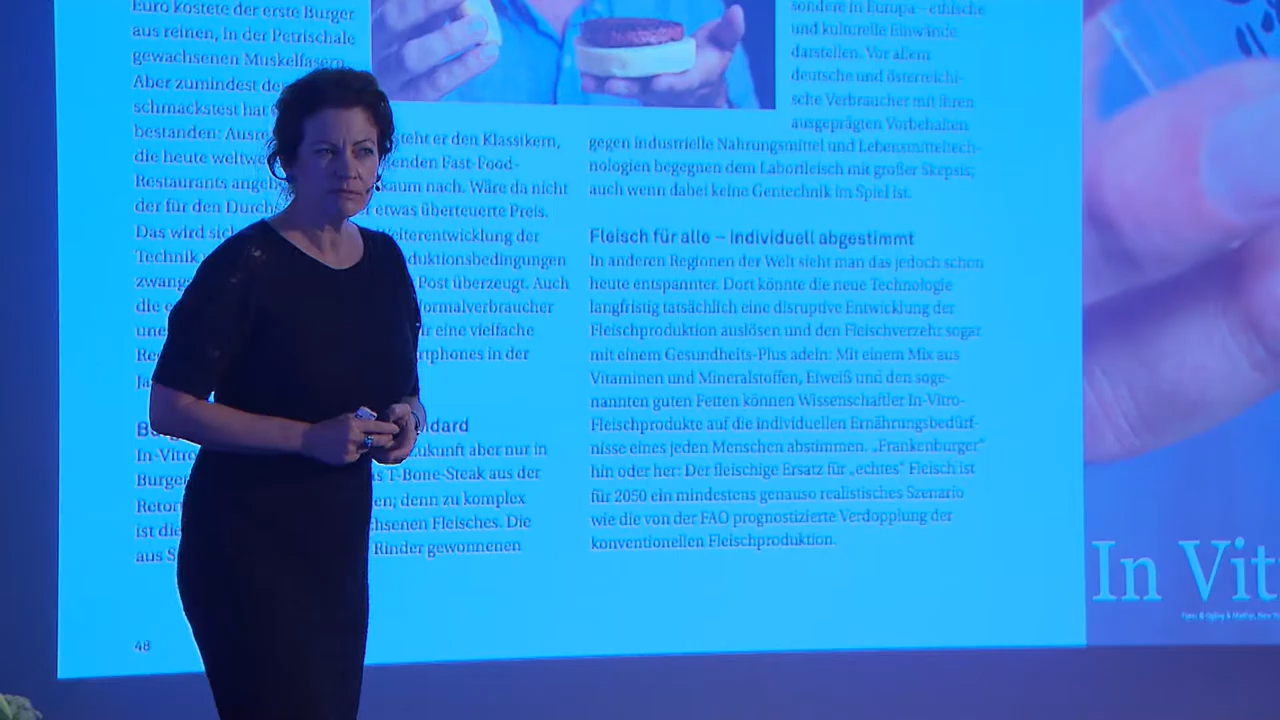 Euro kostete der erste Burger
aus reinen, in der Petrischale
gewachsenen Muskelfasern.
Aber zumindest den
schmackstest hat
bestanden:
die heute weltwe
Restaurants angeb
der für den Durchs
Das wird sich
Technik
zwang
die e
une
Re
Ja
steht er den Klassikern,
enden Fast-Food-
kaum nach. Wäre da nicht
r etwas überteuerte Preis.
Weiterentwicklung der
duktionsbedingungen
Post überzeugt. Auch
Normalverbraucher
ür eine vielfache
rtphones in der
ndard
In-Vitro
Burger
Retor
ist die
aus S
ukunft aber nur in
s T-Bone-Steak aus der
en; denn zu komplex
chsenen Fleisches. Die
Rinder gewonnenen
48
sondere in Europa – ethische
und kulturelle Einwände
darstellen. Vor allem
deutsche und österreichi-
sche Verbraucher mit ihren
ausgeprägten Vorbehalten
gegen industrielle Nahrungsmittel und Lebensmitteltech-
nologien begegnen dem Laborfleisch mit großer Skepsis;
auch wenn dabei keine Gentechnik im Spiel ist.
Fleisch für alle – individuell abgestimmt
In anderen Regionen der Welt sieht man das jedoch schon
heute entspannter. Dort könnte die neue Technologie
langfristig tatsächlich eine disruptive Entwicklung der
Fleischproduktion auslösen und den Fleischverzehr sogar
mit einem Gesundheits-Plus adeln: Mit einem Mix aus
Vitaminen und Mineralstoffen, Eiweiß und den soge-
nannten guten Fetten können Wissenschaftler In-Vitro-
Fleischprodukte auf die individuellen Ernährungsbedürf-
nisse eines jeden Menschen abstimmen. „Frankenburger“
hin oder her: Der fleischige Ersatz für „echtes“ Fleisch ist
für 2050 ein mindestens genauso realistisches Szenario
wie die von der FAO prognostizierte Verdopplung der
konventionellen Fleischproduktion.
In Vit